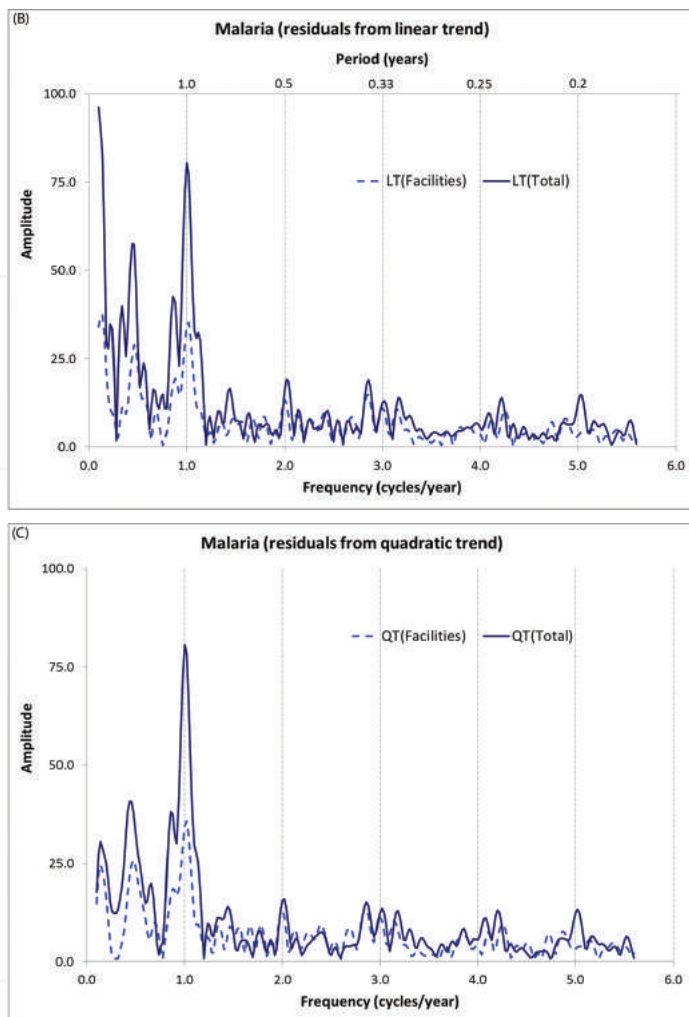 (B)
Malaria (residuals from linear trend)
Period (years)
1.0 0.5 0.33 0.25 0.2
100.0
75.0
50.0
25.0
0.0
Amplitude
LT(Facilities) LT(Total)
0.0 1.0 2.0 3.0 4.0 5.0 6.0
Frequency (cycles/year)
(C)
Malaria (residuals from quadratic trend)
100.0
75.0
50.0
25.0
0.0
Amplitude
QT(Facilities) QT(Total)
0.0 1.0 2.0 3.0 4.0 5.0 6.0
Frequency (cycles/year)